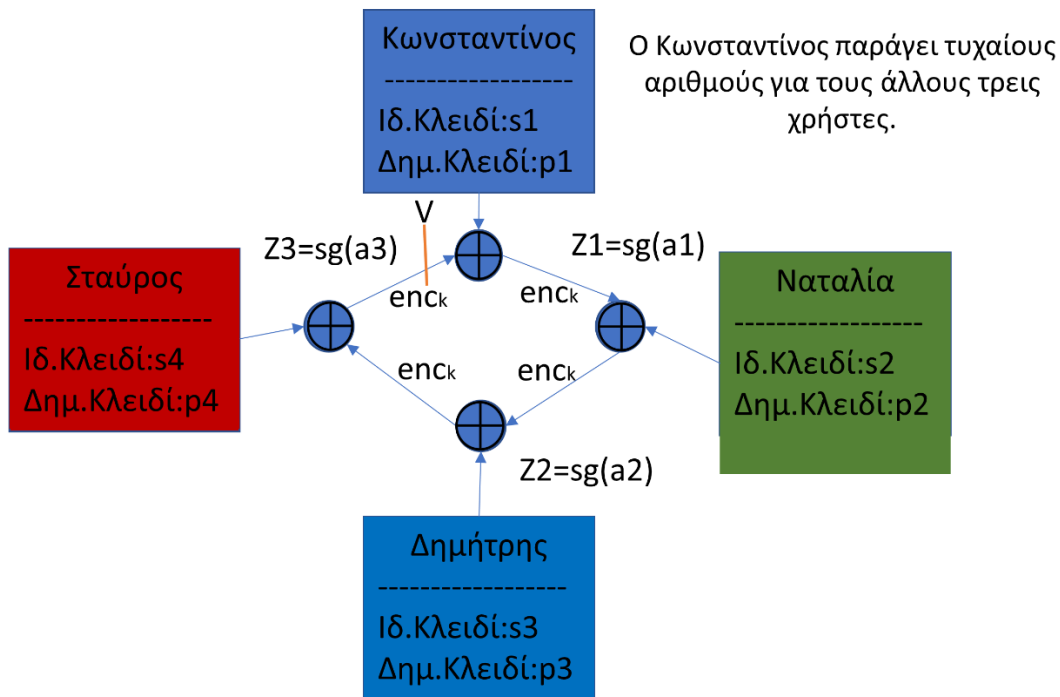 Κωνσταντίνος
------------------
Ιδ.Κλειδί:s1
Δημ.Κλειδί:p1
Ο Κωνσταντίνος παράγει τυχαίους
αριθμούς για τους άλλους τρεις
χρήστες.
V
Z3=sg(a3)
Z1=sg(a1)
enck
enck
Σταύρος
------------------
Ιδ.Κλειδί:s4
Δημ.Κλειδί:p4
Ναταλία
------------------
Ιδ.Κλειδί:s2
Δημ.Κλειδί:p2
enck
enck
Z2=sg(a2)
Δημήτρης
------------------
Ιδ.Κλειδί:s3
Δημ.Κλειδί:p3